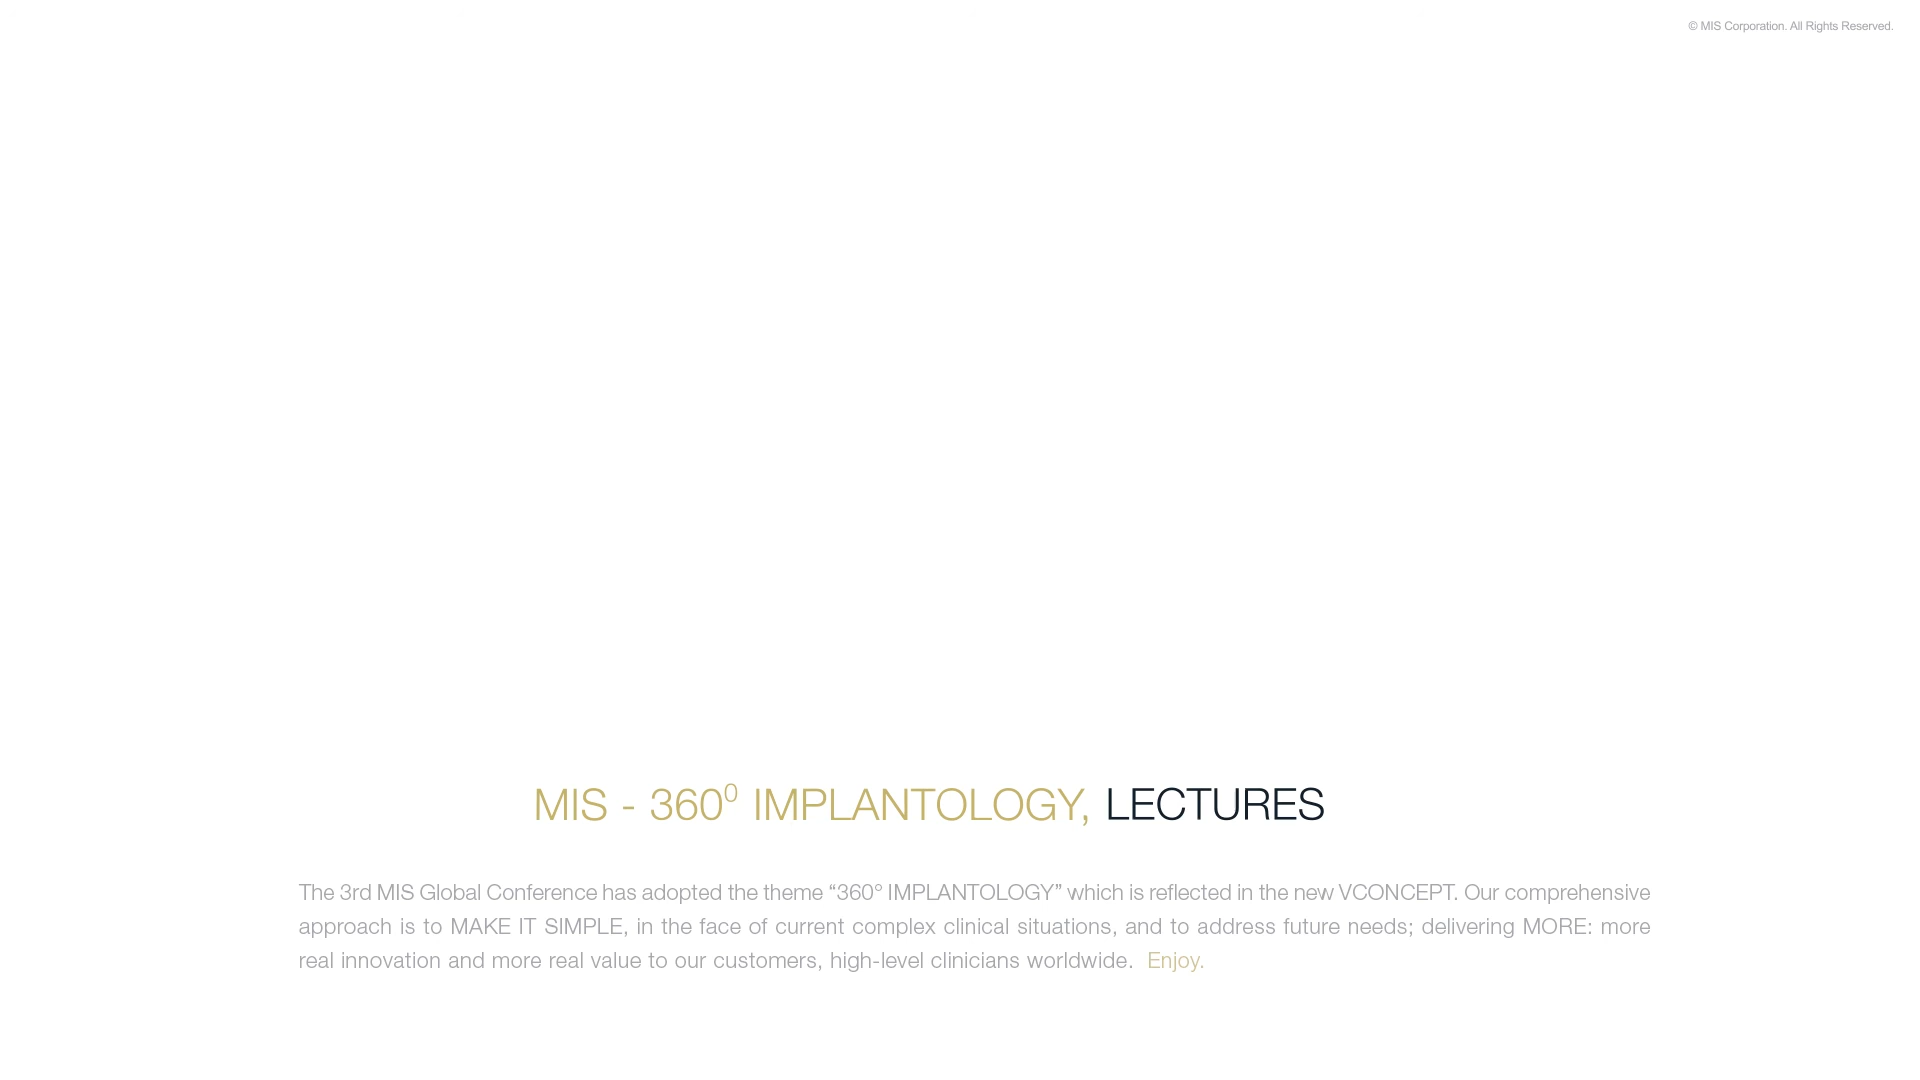 © MIS Corporation. All Rights Reserved.
MIS - 360⁰ IMPLANTOLOGY, LECTURES
The 3rd MIS Global Conference has adopted the theme “360° IMPLANTOLOGY” which is reflected in the new VCONCEPT. Our comprehensive
approach is to MAKE IT SIMPLE, in the face of current complex clinical situations, and to address future needs; delivering MORE: more
real innovation and more real value to our customers, high-level clinicians worldwide. Enjoy.